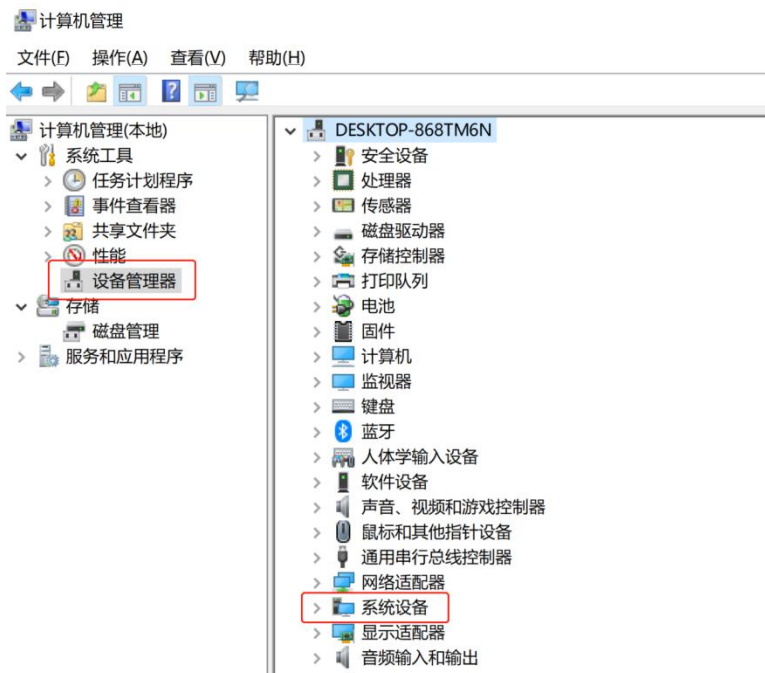 计算机管理
文件(F) 操作(A) 查看(V) 帮助(H)
计算机管理(本地)
系统工具
任务计划程序
事件查看器
共享文件夹
性能
设备管理器
存储
磁盘管理
服务和应用程序
DESKTOP-868TM6N
安全设备
处理器
传感器
磁盘驱动器
存储控制器
打印队列
电池
固件
计算机
监视器
键盘
蓝牙
人体学输入设备
软件设备
声音、视频和游戏控制器
鼠标和其他指针设备
通用串行总线控制器
网络适配器
系统设备
显示适配器
音频输入和输出